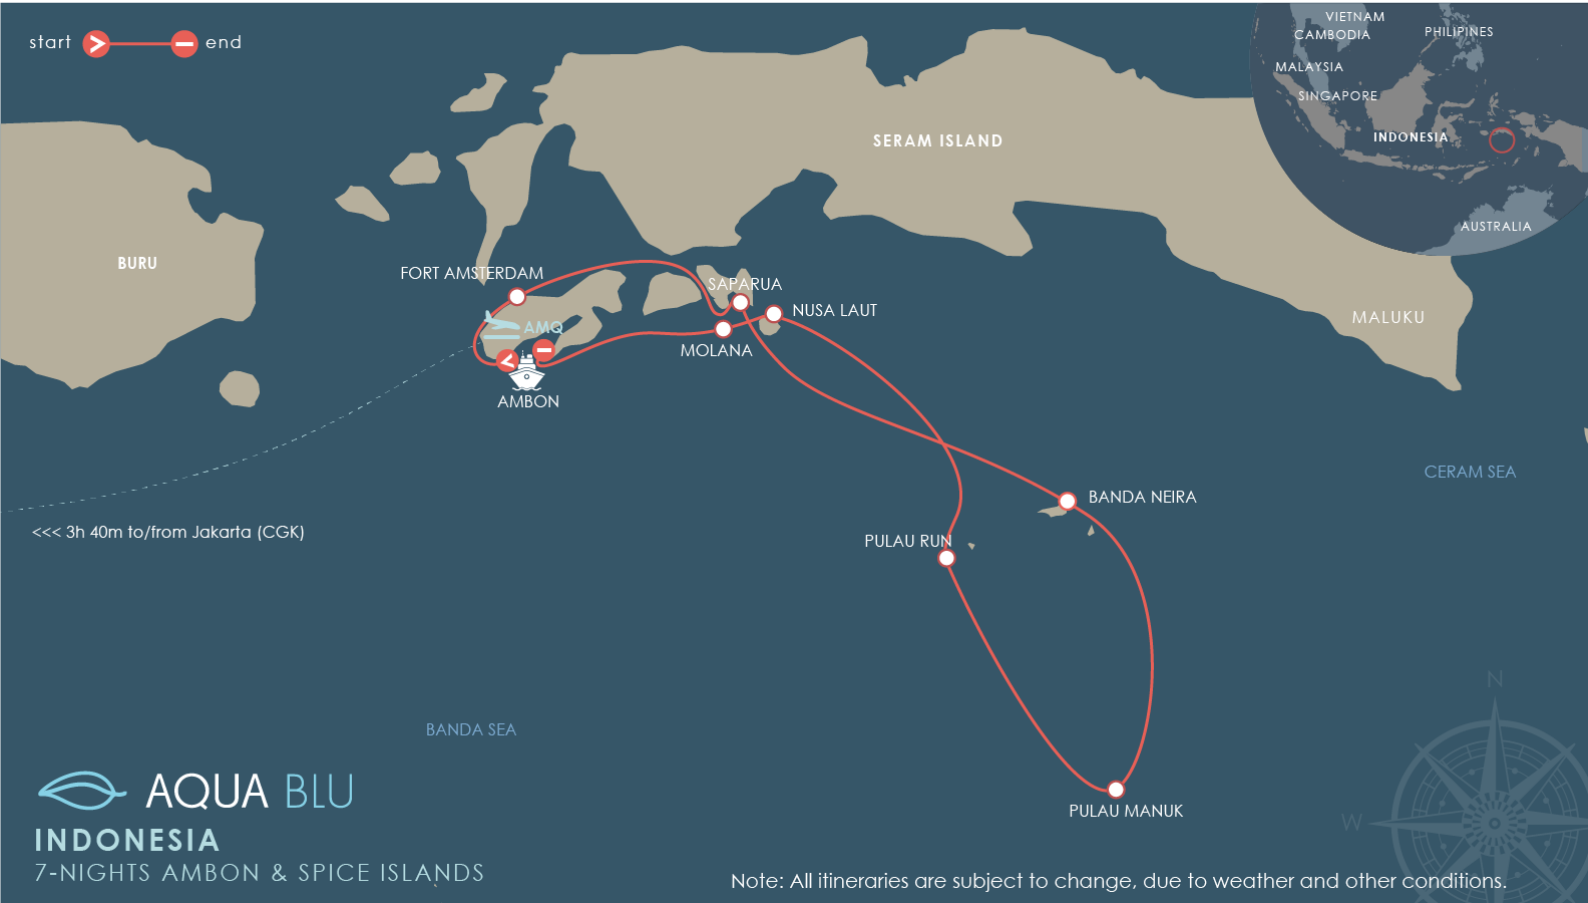 start > — end
VIETNAM
CAMBODIA
PHILIPINES
MALAYSIA
SINGAPORE
INDONESIA
AUSTRALIA
SERAM ISLAND
BURU
FORT AMSTERDAM
SAPARUA
NUSA LAUT
MALUKU
AMQ
MOLANA
<
AMBON
CERAM SEA
BANDA NEIRA
<<< 3h 40m to/from Jakarta (CGK)
PULAU RUN
N
BANDA SEA
AQUA BLU
PULAU MANUK
W
INDONESIA
7-NIGHTS AMBON & SPICE ISLANDS
Note: All itineraries are subject to change, due to weather and other conditions.